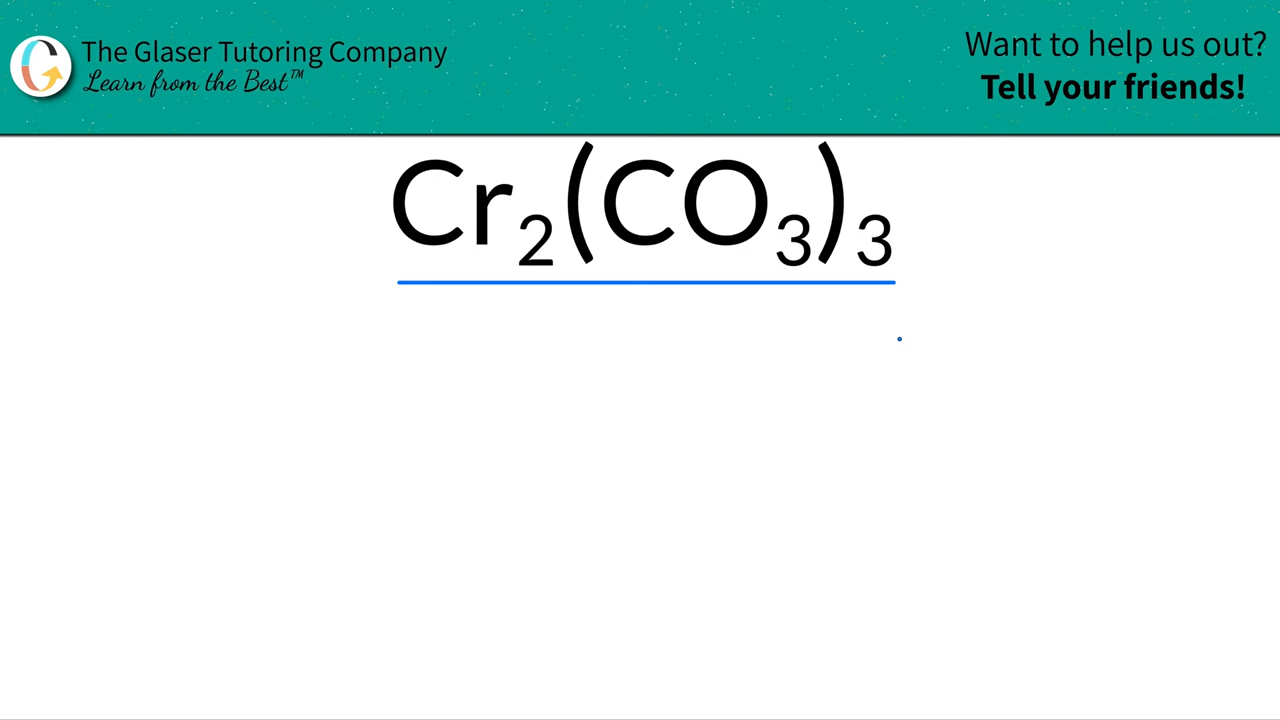 The Glaser Tutoring Company
Learn from the Best™
Want to help us out?
Tell your friends!
Cr₂(CO₃)₃